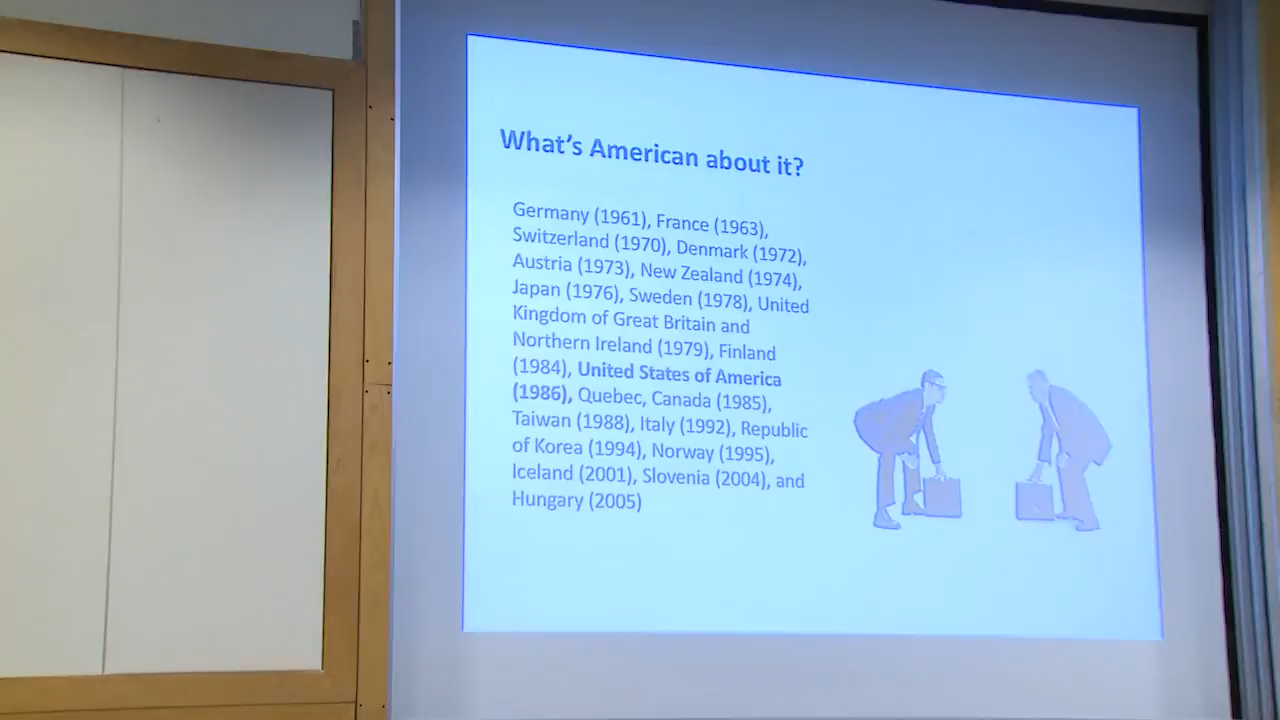 What's American about it?
Germany (1961), France (1963),
Switzerland (1970), Denmark (1972),
Austria (1973), New Zealand (1974),
Japan (1976), Sweden (1978), United
Kingdom of Great Britain and
Northern Ireland (1979), Finland
(1984), United States of America
(1986), Quebec, Canada (1985),
Taiwan (1988), Italy (1992), Republic
of Korea (1994), Norway (1995),
Iceland (2001), Slovenia (2004), and
Hungary (2005)